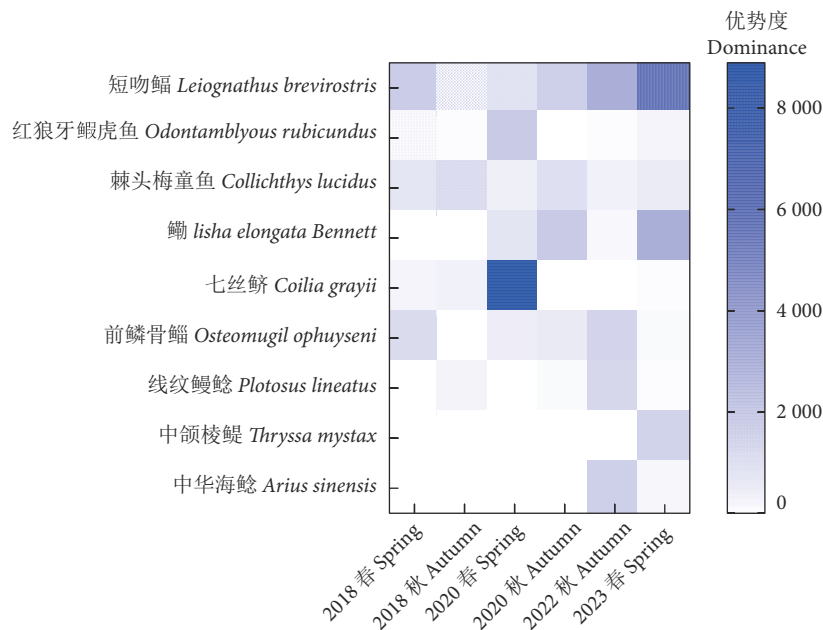 优势度
Dominance
短吻鲾 Leiognathus brevirostris
红狼牙鰕虎鱼 Odontamblyous rubicundus
棘头梅童鱼 Collichthys lucidus
鳓 lisha elongata Bennett
七丝鲚 Coilia grayii
前鳞骨鲻 Osteomugil ophuyseni
线纹鳗鲶 Plotosus lineatus
中颌棱鳀 Thryssa mystax
中华海鲶 Arius sinensis
8 000
6 000
4 000
2 000
0
2018 春 Spring
2018 秋 Autumn
2020 春 Spring
2020 秋 Autumn
2022 秋 Autumn
2023 春 Spring